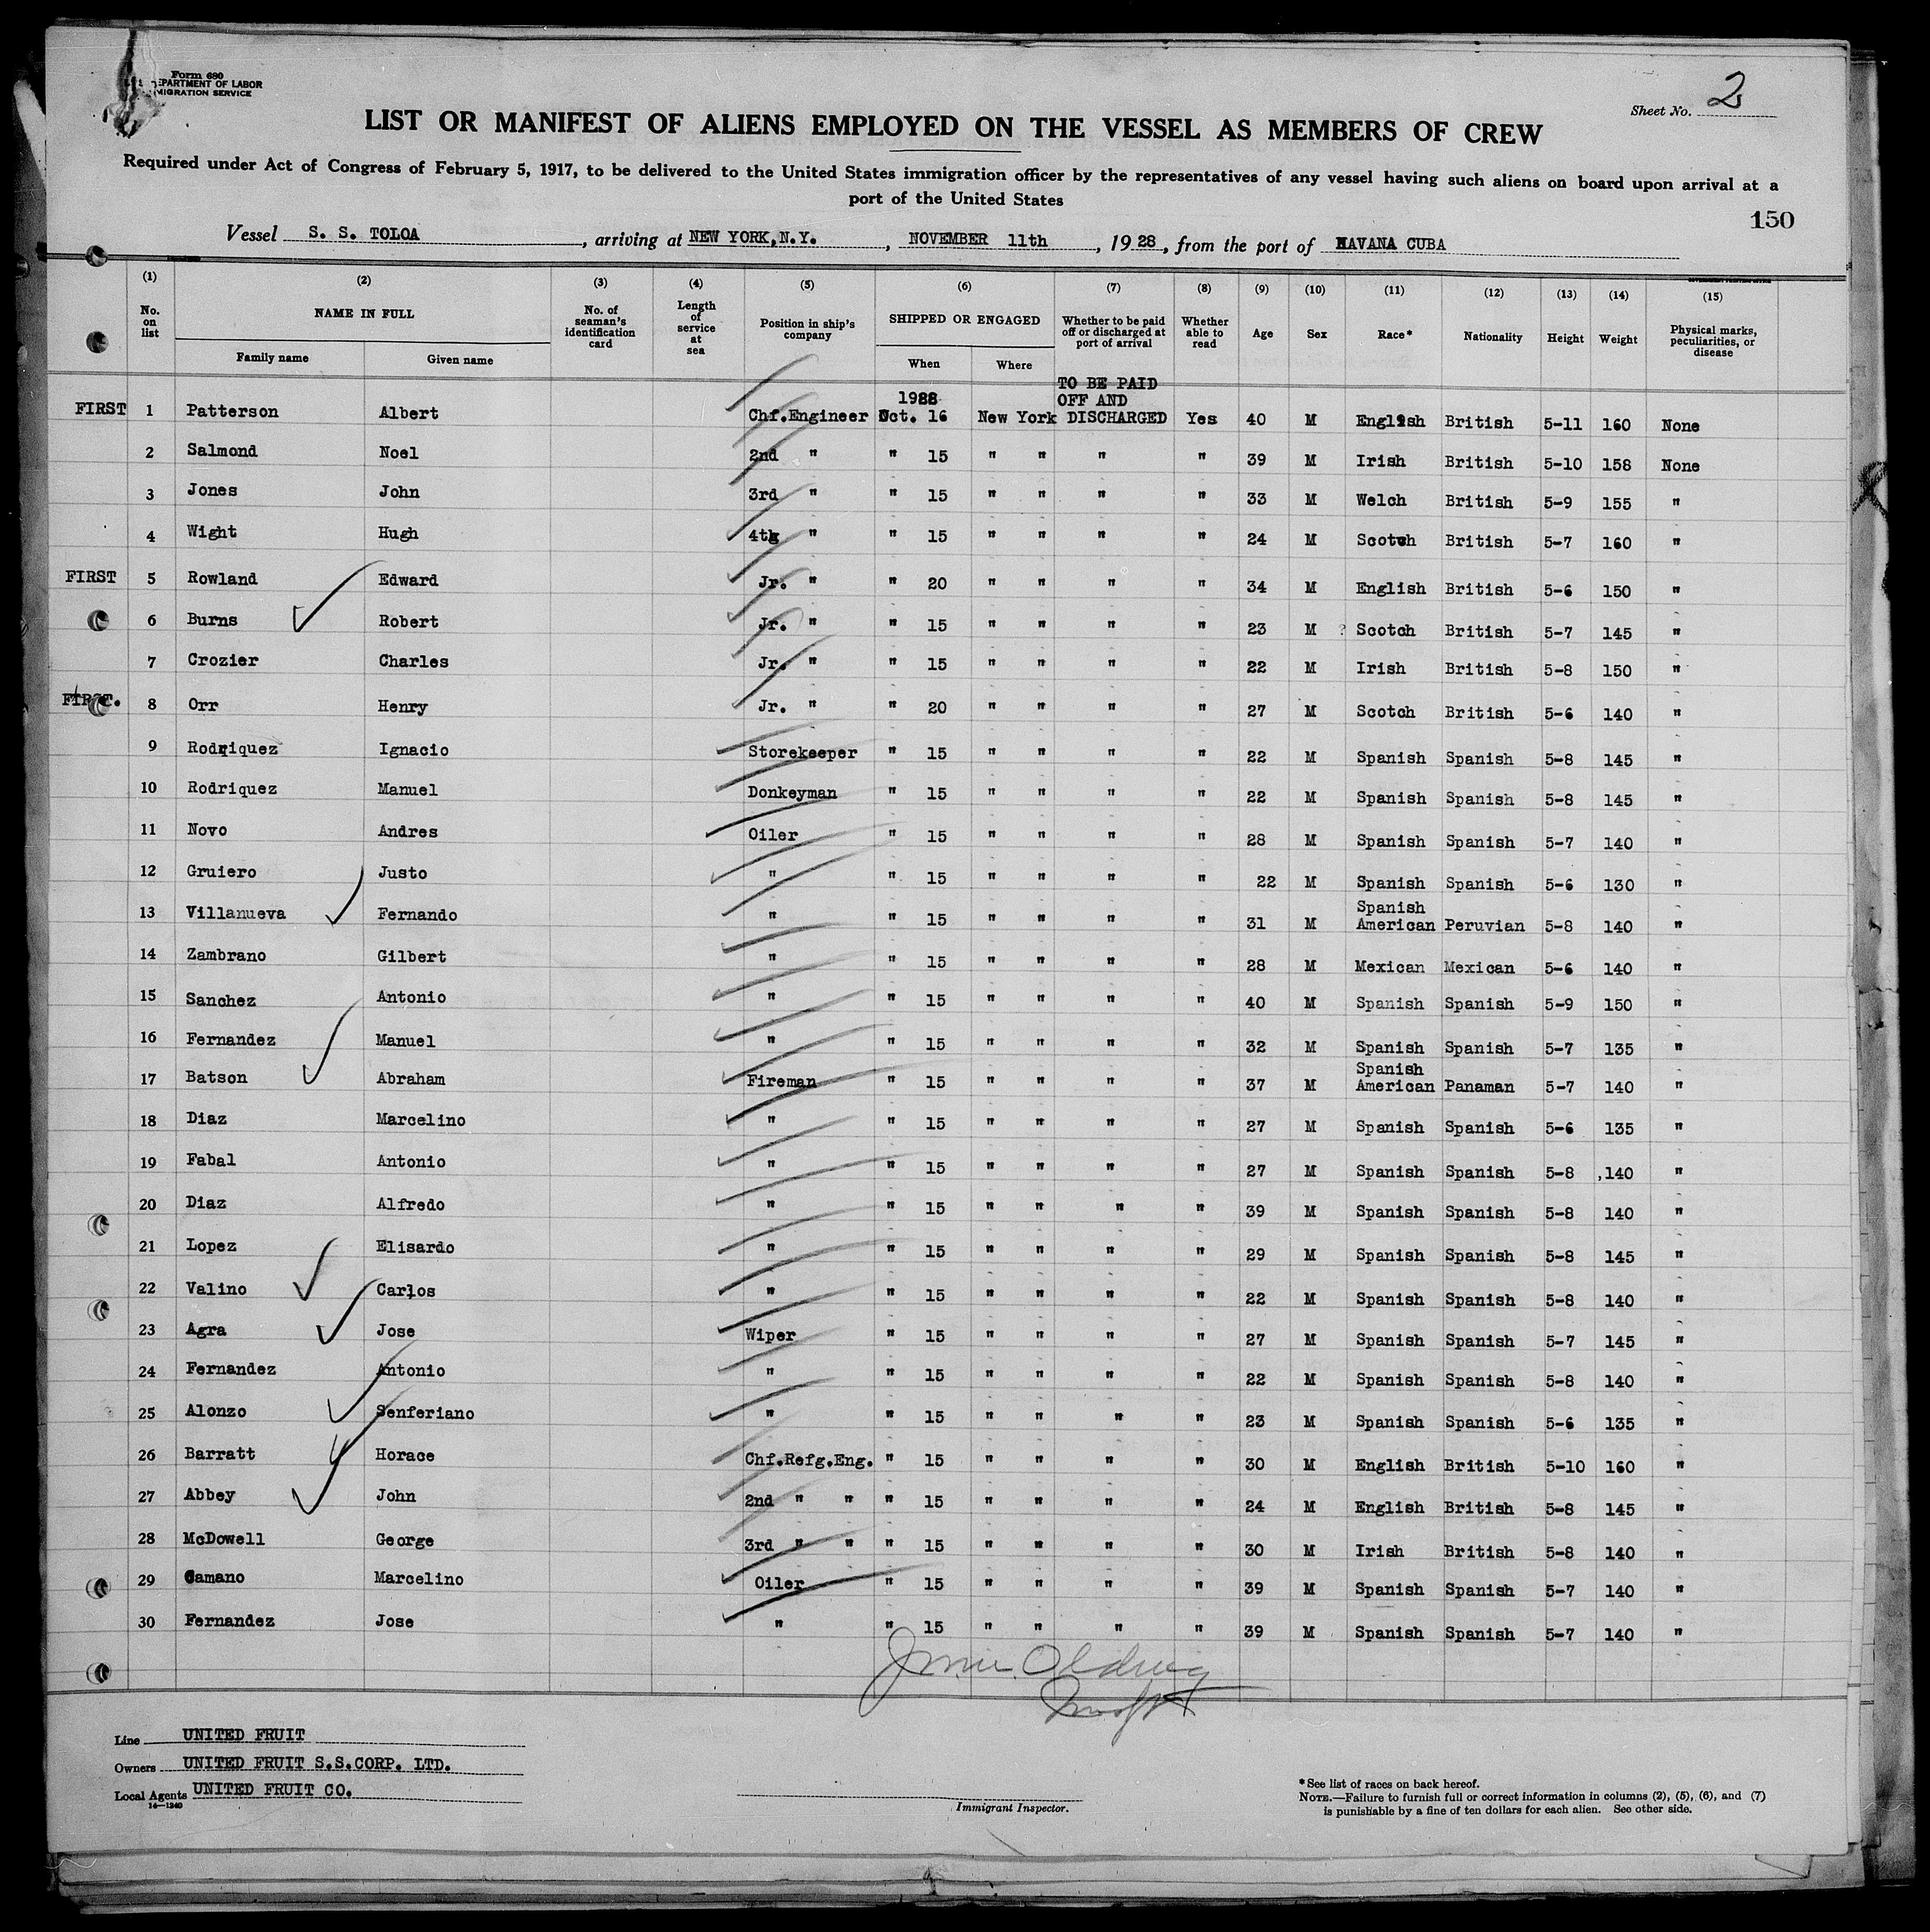 Form 680
DEPARTMENT OF LABOR
IMMIGRATION SERVICE
Sheet No. 2
LIST OR MANIFEST OF ALIENS EMPLOYED ON THE VESSEL AS MEMBERS OF CREW
Required under Act of Congress of February 5, 1917, to be delivered to the United States immigration officer by the representatives of any vessel having such aliens on board upon arrival at a
port of the United States
150
Vessel S. S. TOLOA, arriving at NEW YORK, N.Y., NOVEMBER 11th, 1928, from the port of HAVANA CUBA
(1) (2) (3) (4) (5) (6) (7) (8) (9) (10) (11) (12) (13) (14) (15)
No. on list NAME IN FULL Family name Given name No. of seaman's identification card Length of service at sea Position in ship's company SHIPPED OR ENGAGED When Where Whether to be paid off or discharged at port of arrival Whether able to read Age Sex Race* Nationality Height Weight Physical marks, peculiarities, or disease
TO BE PAID
1928 OFF AND
FIRST 1 Patterson Albert Chf.Engineer Oct. 16 New York DISCHARGED Yes 40 M English British 5-11 160 None
2 Salmond Noel 2nd " " 15 " " " " 39 M Irish British 5-10 158 None
3 Jones John 3rd " " 15 " " " " 33 M Welch British 5-9 155 "
4 Wight Hugh 4th " " 15 " " " " 24 M Scotch British 5-7 160 "
FIRST 5 Rowland Edward Jr. " " 20 " " " " 34 M English British 5-6 150 "
6 Burns Robert Jr. " " 15 " " " " 23 M ? Scotch British 5-7 145 "
7 Crozier Charles Jr. " " 15 " " " " 22 M Irish British 5-8 150 "
FIRST. 8 Orr Henry Jr. " " 20 " " " " 27 M Scotch British 5-6 140 "
9 Rodriquez Ignacio Storekeeper " 15 " " " " 22 M Spanish Spanish 5-8 145 "
10 Rodriquez Manuel Donkeyman " 15 " " " " 22 M Spanish Spanish 5-8 145 "
11 Novo Andres Oiler " 15 " " " " 28 M Spanish Spanish 5-7 140 "
12 Gruiero Justo " " 15 " " " " 22 M Spanish Spanish 5-6 130 "
13 Villanueva Fernando " " 15 " " " " 31 M Spanish American Peruvian 5-8 140 "
14 Zambrano Gilbert " " 15 " " " " 28 M Mexican Mexican 5-6 140 "
15 Sanchez Antonio " " 15 " " " " 40 M Spanish Spanish 5-9 150 "
16 Fernandez Manuel " " 15 " " " " 32 M Spanish Spanish 5-7 135 "
17 Batson Abraham Fireman " 15 " " " " 37 M Spanish American Panaman 5-7 140 "
18 Diaz Marcelino " " 15 " " " " 27 M Spanish Spanish 5-6 135 "
19 Fabal Antonio " " 15 " " " " 27 M Spanish Spanish 5-8 140 "
20 Diaz Alfredo " " 15 " " " " 39 M Spanish Spanish 5-8 140 "
21 Lopez Elisardo " " 15 " " " " 29 M Spanish Spanish 5-8 145 "
22 Valino Carlos " " 15 " " " " 22 M Spanish Spanish 5-8 140 "
23 Agra Jose Wiper " 15 " " " " 27 M Spanish Spanish 5-7 145 "
24 Fernandez Antonio " " 15 " " " " 22 M Spanish Spanish 5-8 140 "
25 Alonzo Senferiano " " 15 " " " " 23 M Spanish Spanish 5-6 135 "
26 Barratt Horace Chf.Refg.Eng. " 15 " " " " 30 M English British 5-10 160 "
27 Abbey John 2nd " " " 15 " " " " 24 M English British 5-8 145 "
28 McDowell George 3rd " " " 15 " " " " 30 M Irish British 5-8 140 "
29 Camano Marcelino Oiler " 15 " " " " 39 M Spanish Spanish 5-7 140 "
30 Fernandez Jose " " 15 " " " " 39 M Spanish Spanish 5-7 140 "
Line UNITED FRUIT
Owners UNITED FRUIT S.S.CORP. LTD.
Local Agents UNITED FRUIT CO.
14—1240
Immigrant Inspector.
*See list of races on back hereof.
NOTE.—Failure to furnish full or correct information in columns (2), (5), (6), and (7)
is punishable by a fine of ten dollars for each alien. See other side.